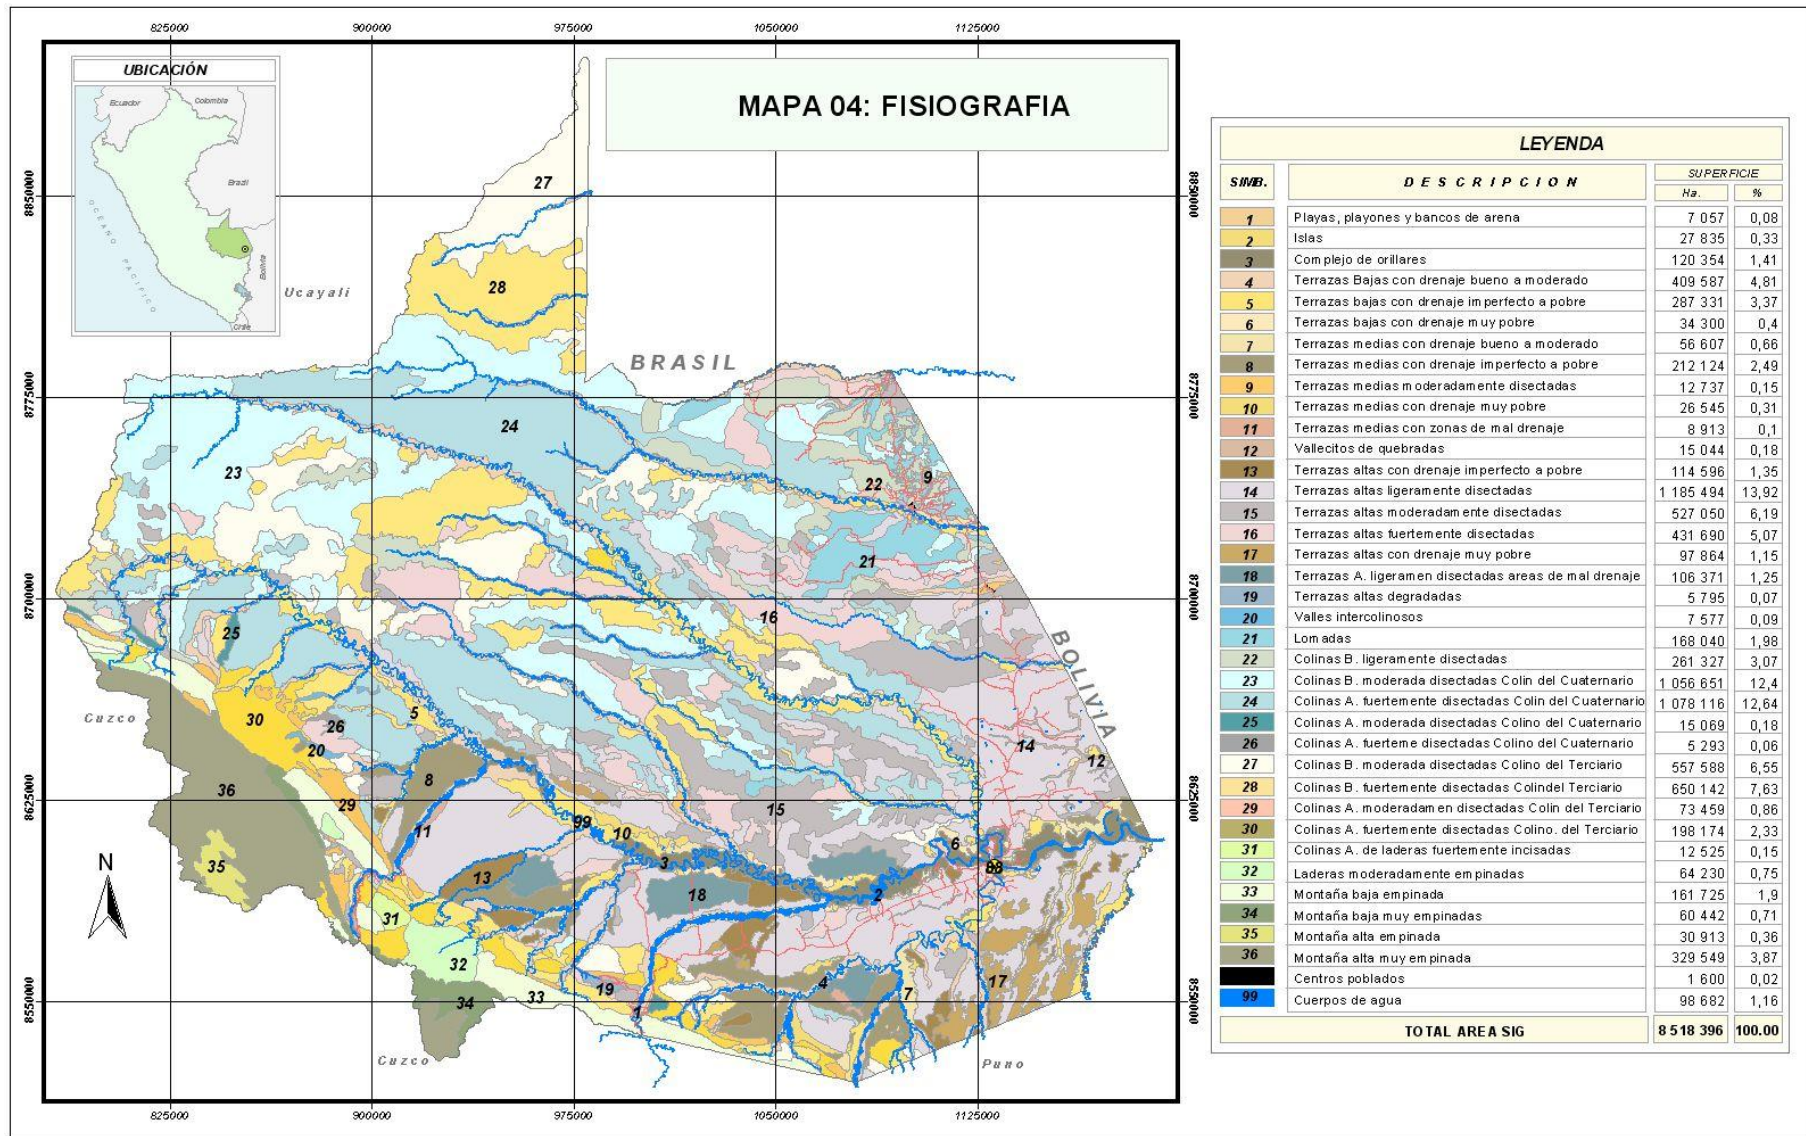 825000 900000 975000 1050000 1125000
UBICACIÓN
Ecuador
Colombia
Brazil
OCEANO PACIFICO
Bolivia
Chile
MAPA 04: FISIOGRAFIA
8850000
8850000
27
Ucayali
28
BRASIL
8775000
8775000
24
23
22
9
21
8700000
8700000
16
25
BOLIVIA
Cuzco
30
5
26
20
14
12
36
8
29
8625000
8625000
15
11
99
10
6
3
88
N
35
13
18
2
31
32
4
17
19
7
34
33
1
8550000
8550000
Cuzco
Puno
825000 900000 975000 1050000 1125000
LEYENDA
SIMB. DESCRIPCION SUPERFICIE
Ha. %
1 Playas, playones y bancos de arena 7 057 0,08
2 Islas 27 835 0,33
3 Complejo de orillares 120 354 1,41
4 Terrazas Bajas con drenaje bueno a moderado 409 587 4,81
5 Terrazas bajas con drenaje imperfecto a pobre 287 331 3,37
6 Terrazas bajas con drenaje muy pobre 34 300 0,4
7 Terrazas medias con drenaje bueno a moderado 56 607 0,66
8 Terrazas medias con drenaje imperfecto a pobre 212 124 2,49
9 Terrazas medias moderadamente disectadas 12 737 0,15
10 Terrazas medias con drenaje muy pobre 26 545 0,31
11 Terrazas medias con zonas de mal drenaje 8 913 0,1
12 Vallecitos de quebradas 15 044 0,18
13 Terrazas altas con drenaje imperfecto a pobre 114 596 1,35
14 Terrazas altas ligeramente disectadas 1 185 494 13,92
15 Terrazas altas moderadamente disectadas 527 050 6,19
16 Terrazas altas fuertemente disectadas 431 690 5,07
17 Terrazas altas con drenaje muy pobre 97 864 1,15
18 Terrazas A. ligeramen disectadas areas de mal drenaje 106 371 1,25
19 Terrazas altas degradadas 5 795 0,07
20 Valles intercolinosos 7 577 0,09
21 Lomadas 168 040 1,98
22 Colinas B. ligeramente disectadas 261 327 3,07
23 Colinas B. moderada disectadas Colin del Cuaternario 1 056 651 12,4
24 Colinas A. fuertemente disectadas Colin del Cuaternario 1 078 116 12,64
25 Colinas A. moderada disectadas Colino del Cuaternario 15 069 0,18
26 Colinas A. fuerteme disectadas Colino del Cuaternario 5 293 0,06
27 Colinas B. moderada disectadas Colino del Terciario 557 588 6,55
28 Colinas B. fuertemente disectadas Colindel Terciario 650 142 7,63
29 Colinas A. moderadamen disectadas Colin del Terciario 73 459 0,86
30 Colinas A. fuertemente disectadas Colino. del Terciario 198 174 2,33
31 Colinas A. de laderas fuertemente incisadas 12 525 0,15
32 Laderas moderadamente empinadas 64 230 0,75
33 Montaña baja empinada 161 725 1,9
34 Montaña baja muy empinadas 60 442 0,71
35 Montaña alta empinada 30 913 0,36
36 Montaña alta muy empinada 329 549 3,87
Centros poblados 1 600 0,02
99 Cuerpos de agua 98 682 1,16
TOTAL AREA SIG 8 518 396 100.00